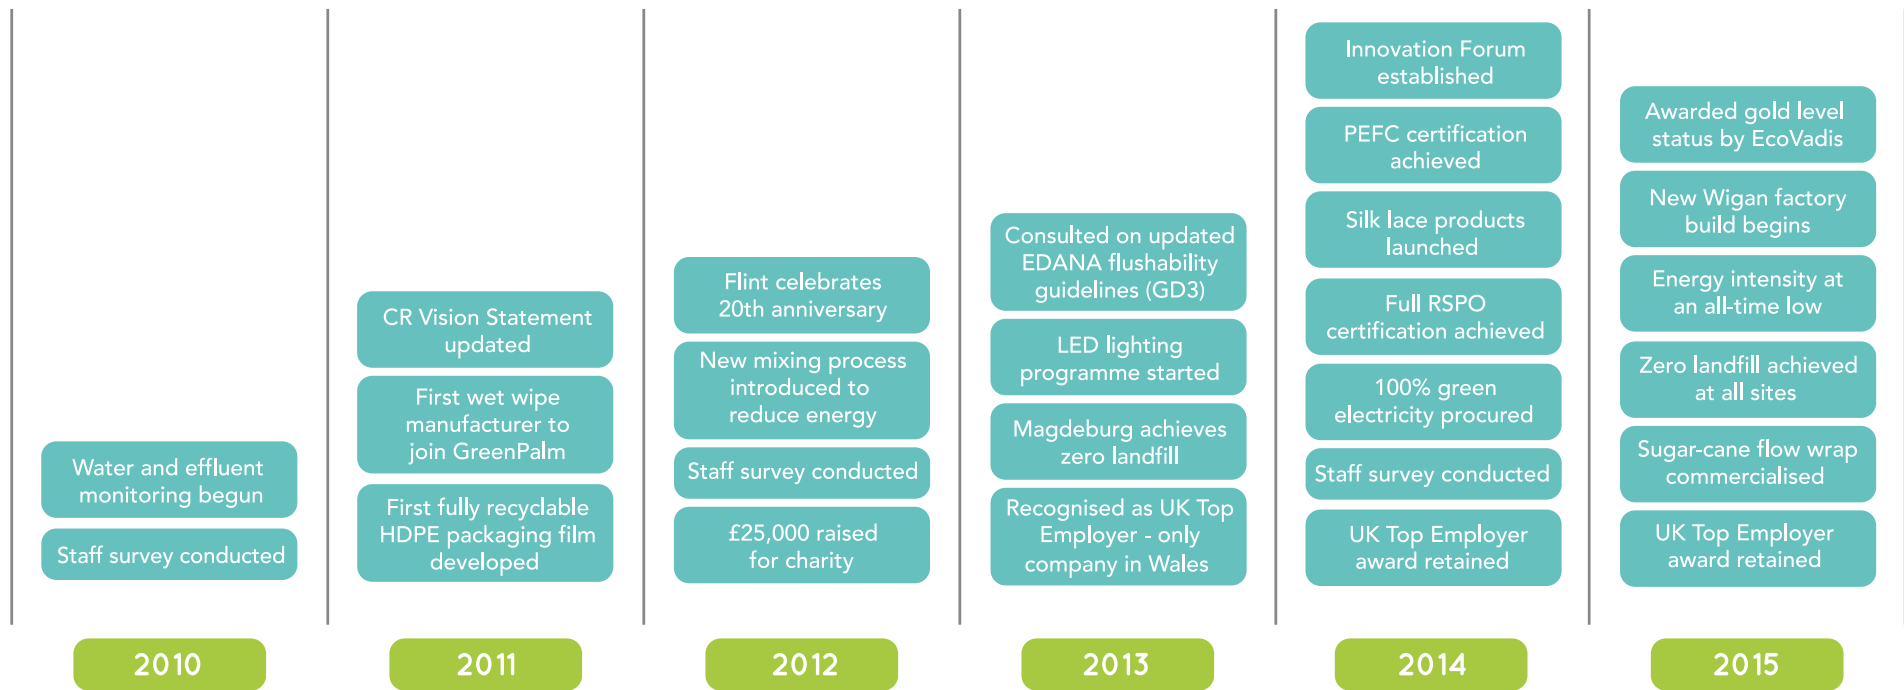 Water and effluent
monitoring begun
Staff survey conducted
2010
CR Vision Statement
updated
First wet wipe
manufacturer to
join GreenPalm
First fully recyclable
HDPE packaging film
developed
2011
Flint celebrates
20th anniversary
New mixing process
introduced to
reduce energy
Staff survey conducted
£25,000 raised
for charity
2012
Consulted on updated
EDANA flushability
guidelines (GD3)
LED lighting
programme started
Magdeburg achieves
zero landfill
Recognised as UK Top
Employer - only
company in Wales
2013
Innovation Forum
established
PEFC certification
achieved
Silk lace products
launched
Full RSPO
certification achieved
100% green
electricity procured
Staff survey conducted
UK Top Employer
award retained
2014
Awarded gold level
status by EcoVadis
New Wigan factory
build begins
Energy intensity at
an all-time low
Zero landfill achieved
at all sites
Sugar-cane flow wrap
commercialised
UK Top Employer
award retained
2015